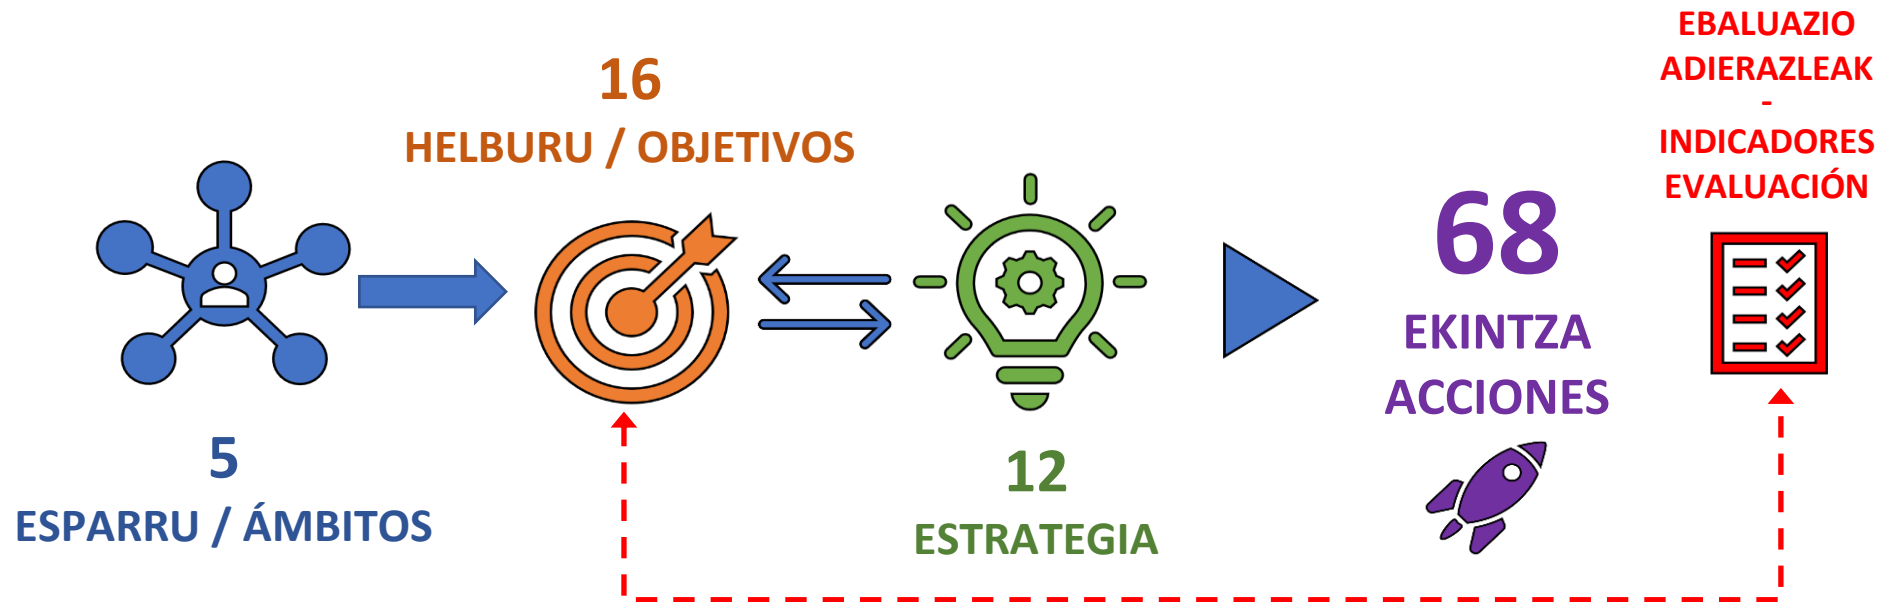 5
ESPARRU / ÁMBITOS
16
HELBURU / OBJETIVOS
12
ESTRATEGIA
68
EKINTZA
ACCIONES
EBALUAZIO
ADIERAZLEAK
-
INDICADORES
EVALUACIÓN